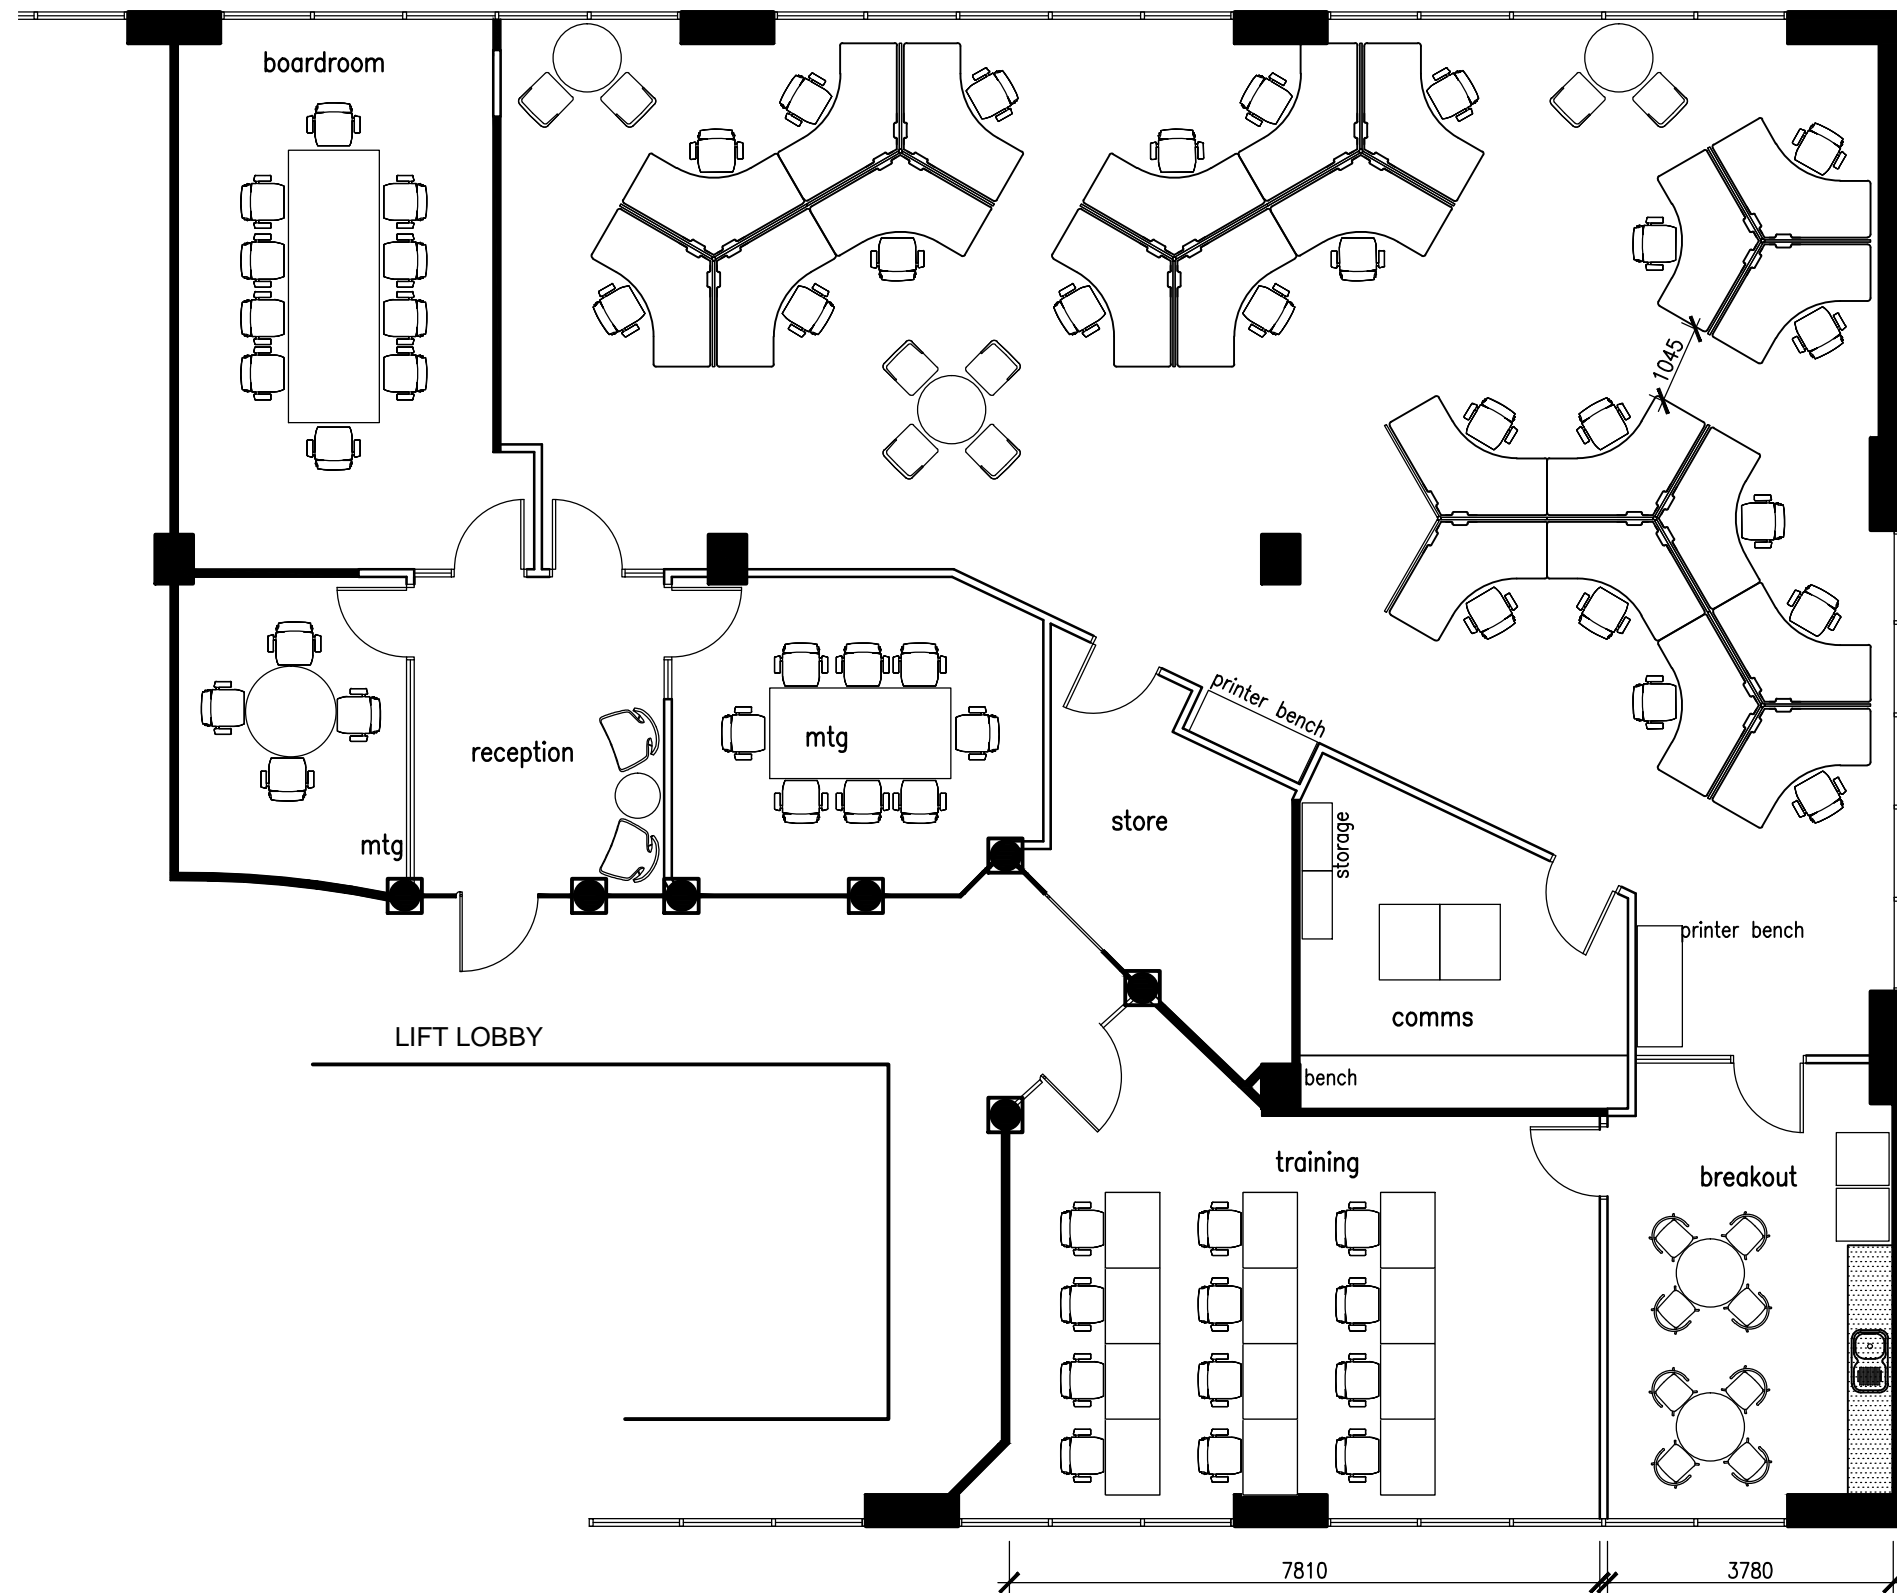 boardroom
1045
printer bench
reception
mtg
store
mtg
storage
printer bench
comms
LIFT LOBBY
bench
training
breakout
7810
3780